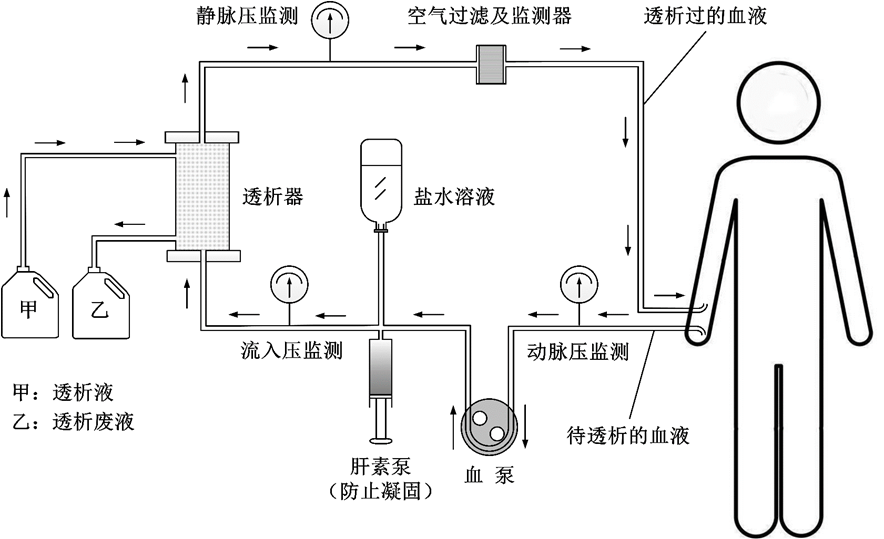 静脉压监测
空气过滤及监测器
透析过的血液
透析器
盐水溶液
甲
乙
流入压监测
动脉压监测
甲：透析液
乙：透析废液
肝素泵
（防止凝固）
血 泵
待透析的血液